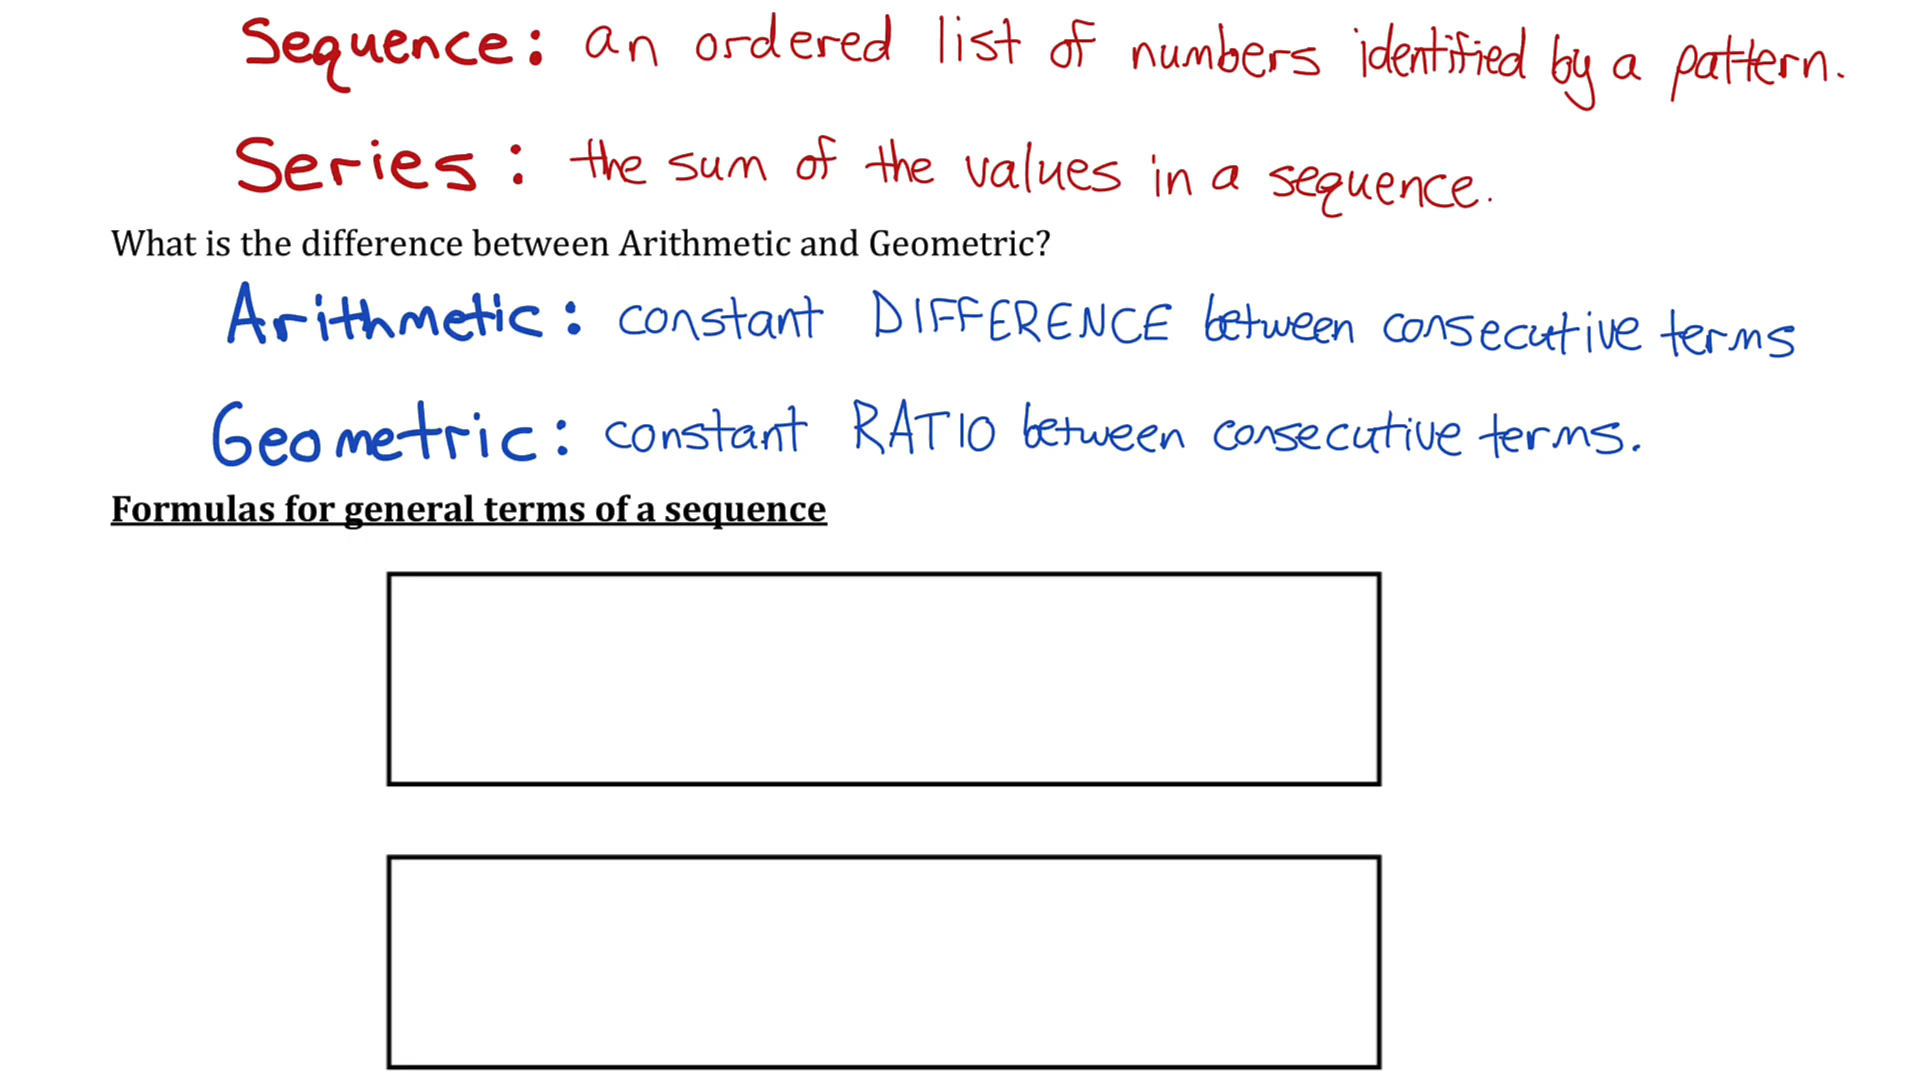 Sequence: an ordered list of numbers identified by a pattern.
Series: the sum of the values in a sequence.
What is the difference between Arithmetic and Geometric?
Arithmetic: constant DIFFERENCE between consecutive terms
Geometric: constant RATIO between consecutive terms.
Formulas for general terms of a sequence